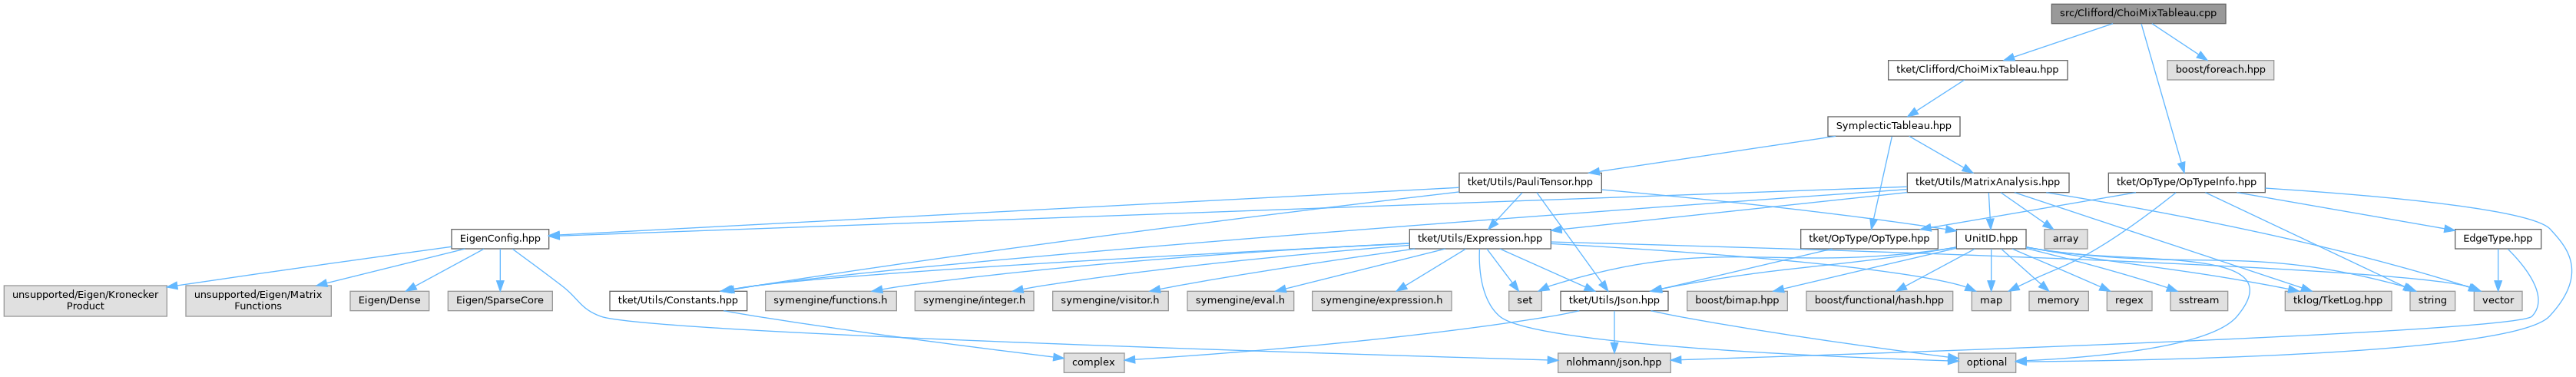 src/Clifford/ChoiMixTableau.cpp
tket/Clifford/ChoiMixTableau.hpp
boost/foreach.hpp
SymplecticTableau.hpp
tket/Utils/PauliTensor.hpp
tket/Utils/MatrixAnalysis.hpp
tket/OpType/OpTypeInfo.hpp
EigenConfig.hpp
tket/Utils/Expression.hpp
tket/OpType/OpType.hpp
UnitID.hpp
array
EdgeType.hpp
unsupported/Eigen/Kronecker
Product
unsupported/Eigen/Matrix
Functions
Eigen/Dense
Eigen/SparseCore
tket/Utils/Constants.hpp
symengine/functions.h
symengine/integer.h
symengine/visitor.h
symengine/eval.h
symengine/expression.h
set
tket/Utils/Json.hpp
boost/bimap.hpp
boost/functional/hash.hpp
map
memory
regex
sstream
tklog/TketLog.hpp
string
vector
complex
nlohmann/json.hpp
optional